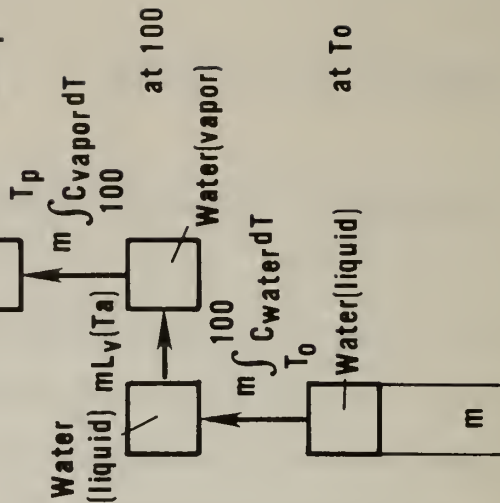 Tp
m ∫ CvapordT
100
at 100
Water(vapor)
Water
(liquid) mLv(Ta)
100
m ∫ CwaterdT
To
Water(liquid)
at To
m